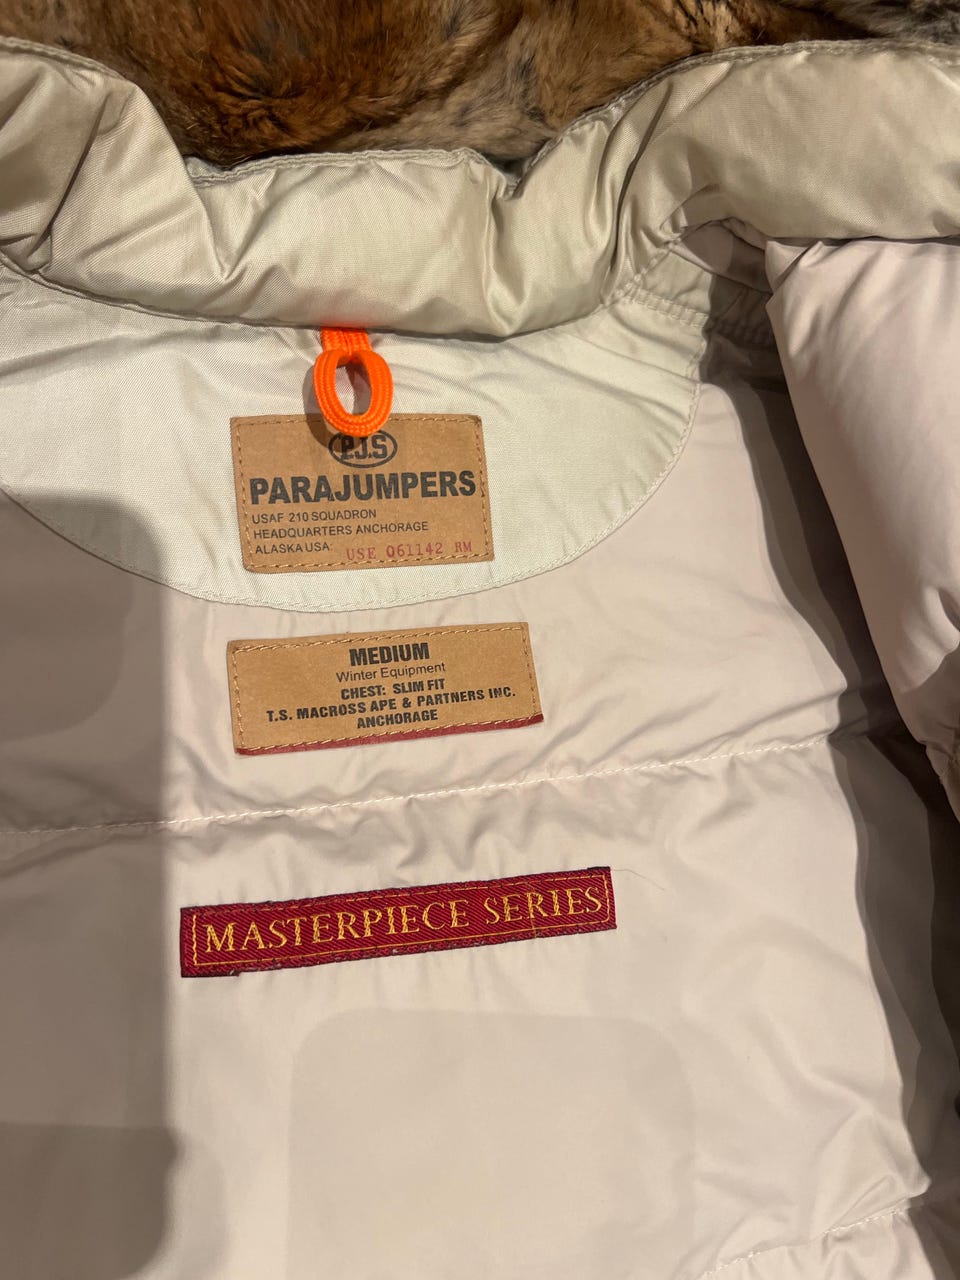 P.J.S
PARAJUMPERS
USAF 210 SQUADRON
HEADQUARTERS ANCHORAGE
ALASKA USA: USE 061142 RM
MEDIUM
Winter Equipment
CHEST: SLIM FIT
T.S. MACROSS APE & PARTNERS INC.
ANCHORAGE
MASTERPIECE SERIES